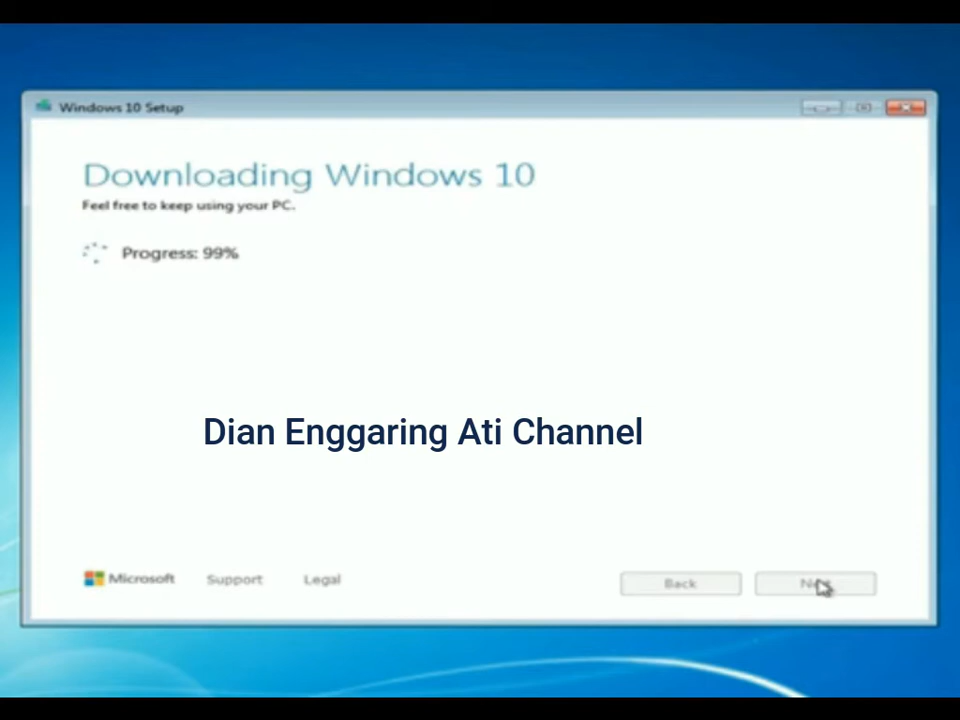 Windows 10 Setup
Downloading Windows 10
Feel free to keep using your PC.
Progress: 99%
Dian Enggaring Ati Channel
Microsoft Support Legal Back